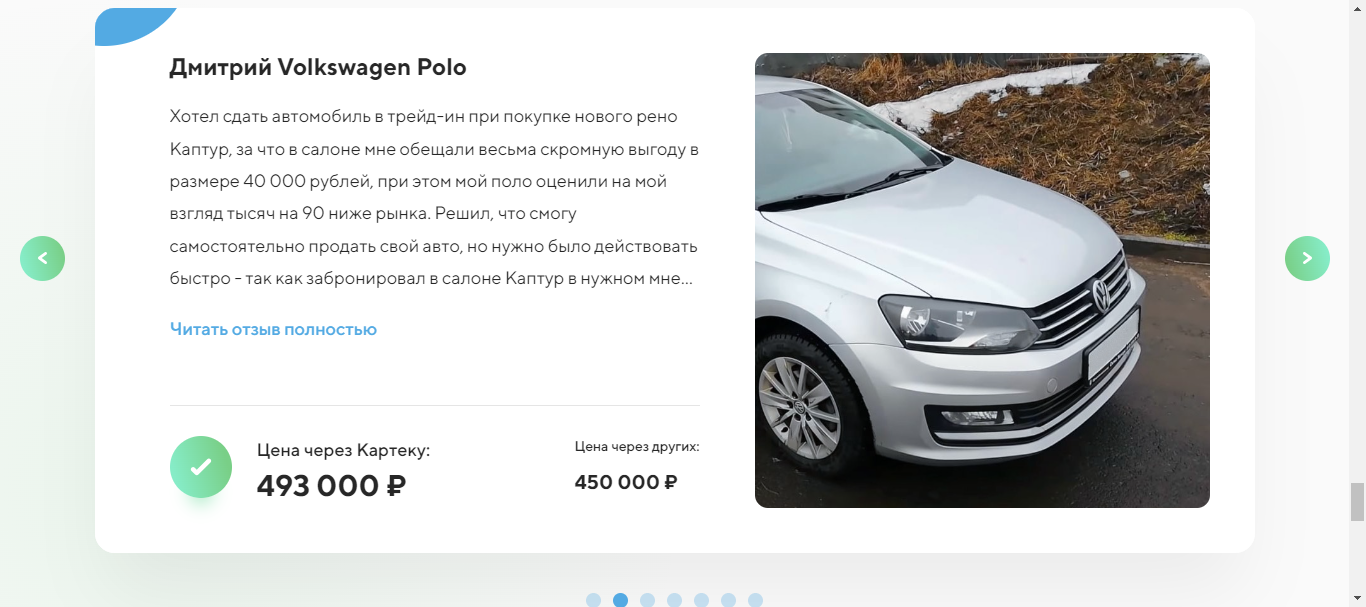 Дмитрий Volkswagen Polo
Хотел сдать автомобиль в трейд-ин при покупке нового рено
Каптур, за что в салоне мне обещали весьма скромную выгоду в
размере 40 000 рублей, при этом мой поло оценили на мой
взгляд тысяч на 90 ниже рынка. Решил, что смогу
самостоятельно продать свой авто, но нужно было действовать
быстро - так как забронировал в салоне Каптур в нужном мне...
Читать отзыв полностью
Цена через Картеку:
493 000 ₽
Цена через других:
450 000 ₽